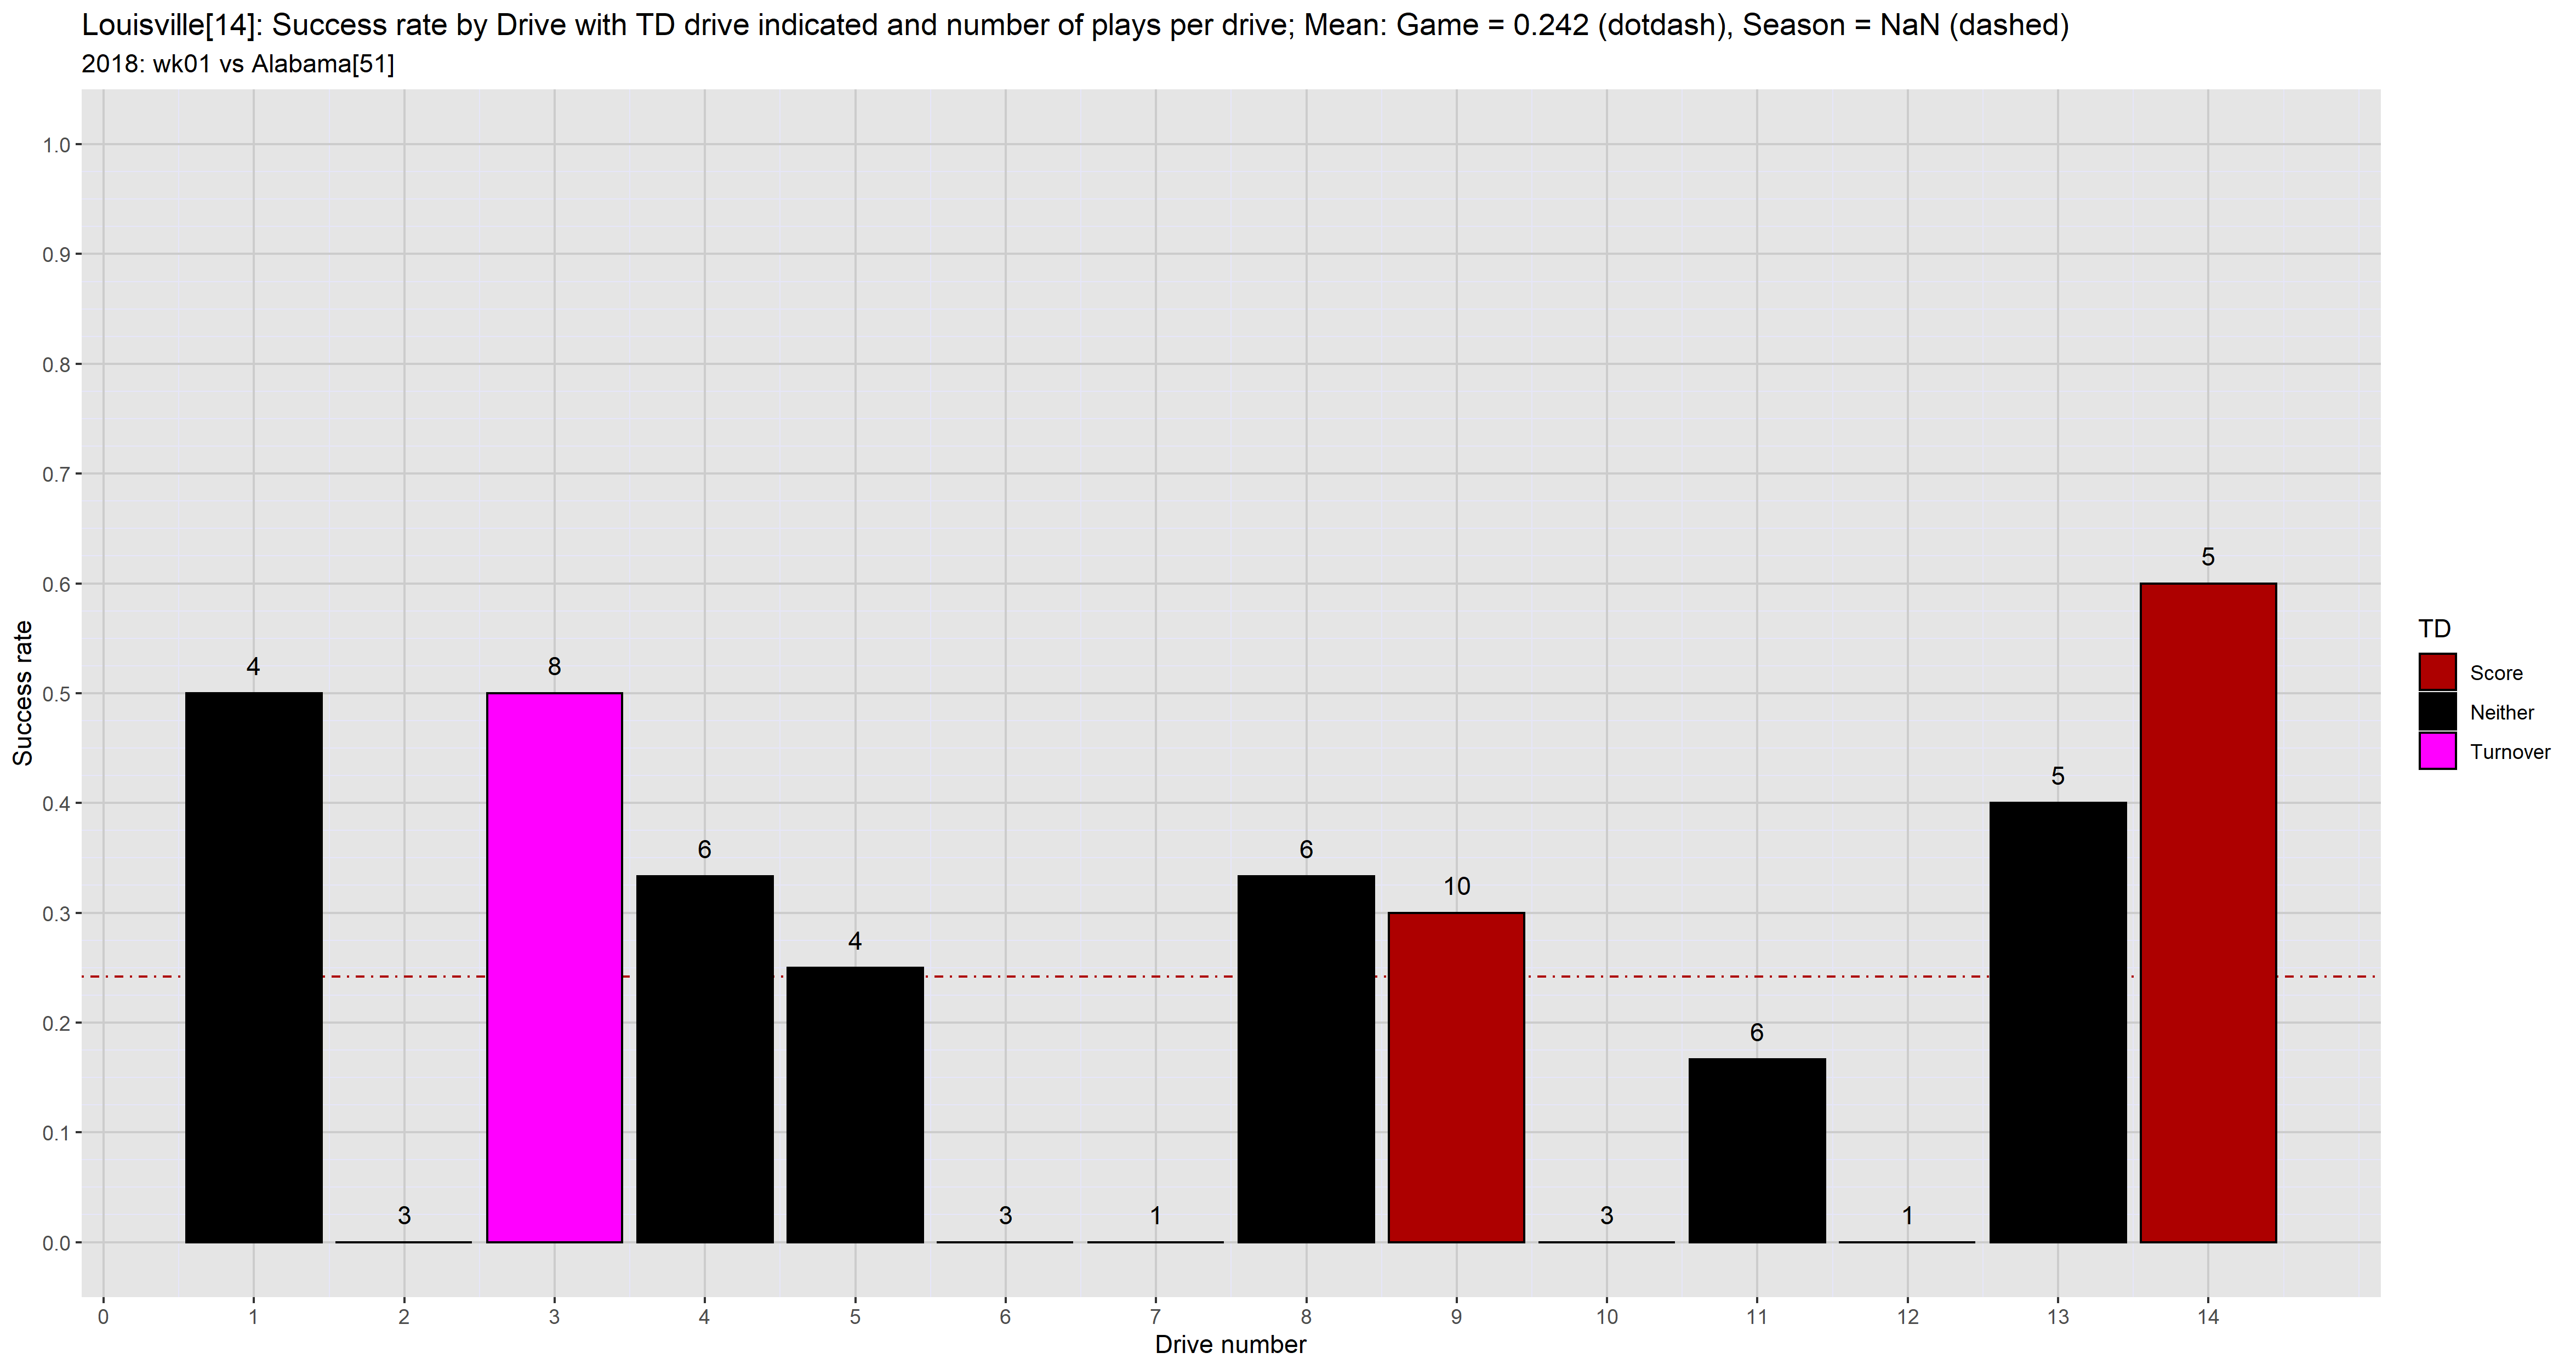 Louisville[14]: Success rate by Drive with TD drive indicated and number of plays per drive; Mean: Game = 0.242 (dotdash), Season = NaN (dashed)
2018: wk01 vs Alabama[51]
Success rate
1.0
0.9
0.8
0.7
0.6
0.5
0.4
0.3
0.2
0.1
0.0
4
3
8
6
4
3
1
6
10
3
6
1
5
5
0 1 2 3 4 5 6 7 8 9 10 11 12 13 14
Drive number
TD
Score
Neither
Turnover